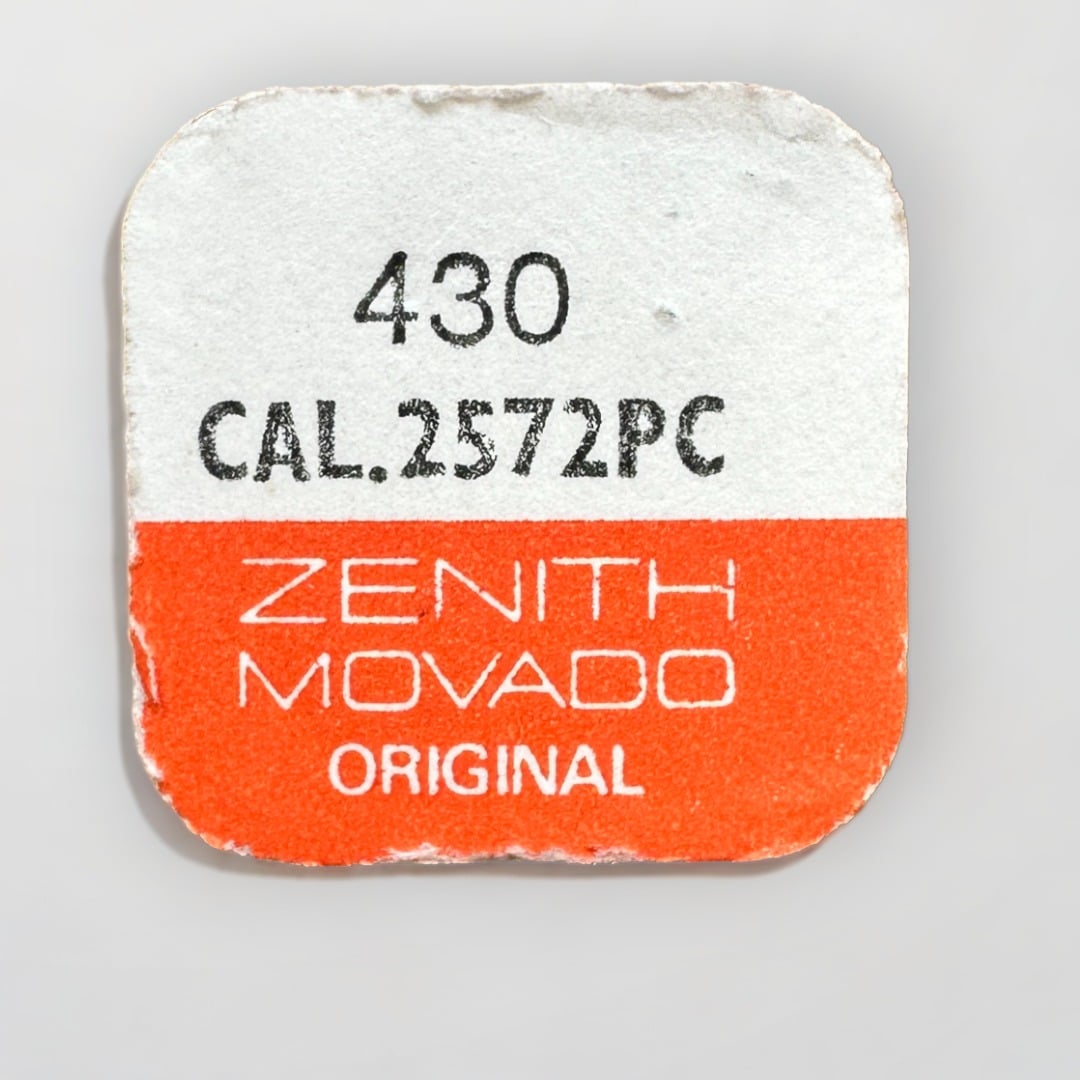 430
CAL.2572PC
ZENITH
MOVADO
ORIGINAL